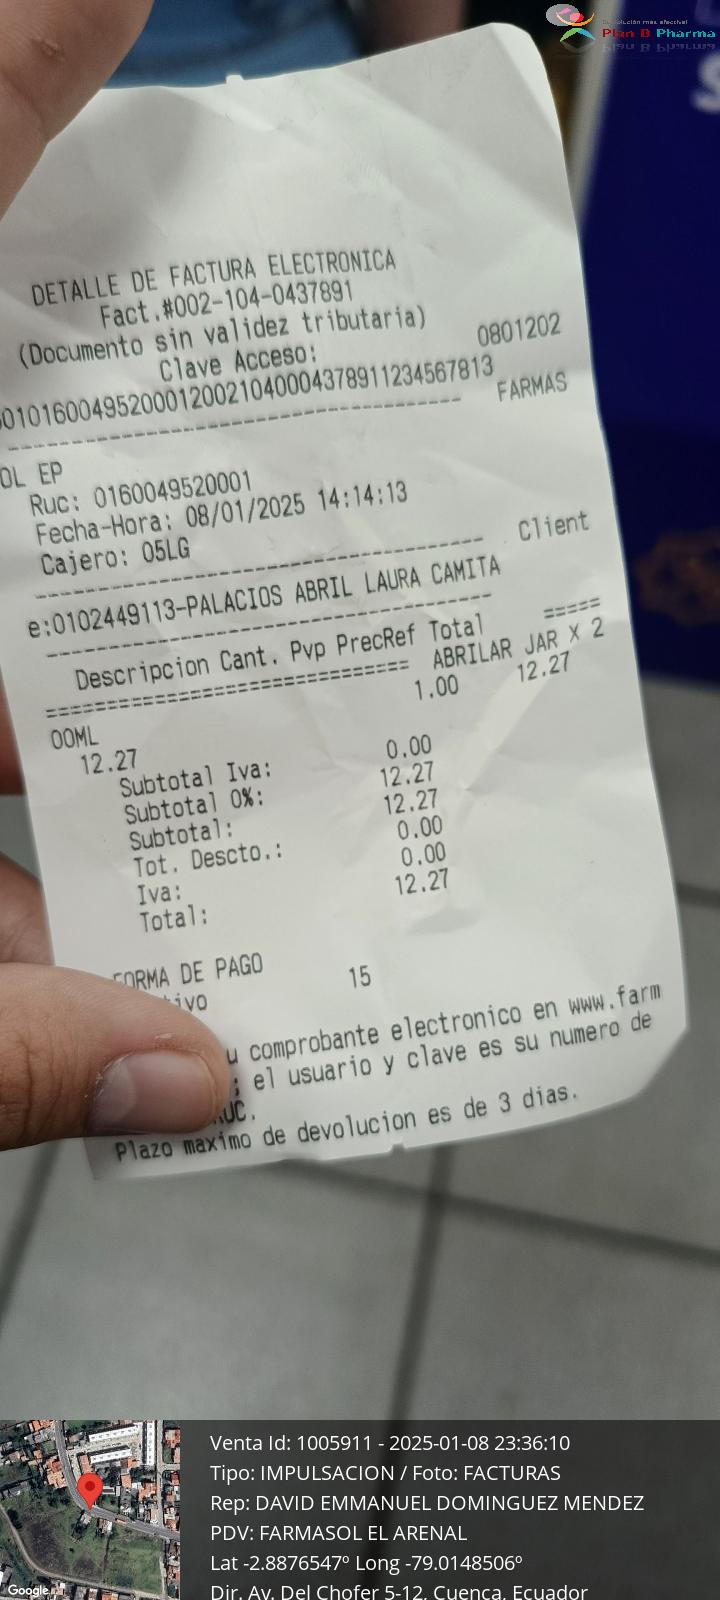 Plan B Pharma
DETALLE DE FACTURA ELECTRONICA
Fact.#002-104-0437891
(Documento sin validez tributaria)
Clave Acceso: 0801202
01016004952000120021040004378911234567813
FARMAS
OL EP
Ruc: 0160049520001
Fecha-Hora: 08/01/2025 14:14:13
Cajero: 05LG
Client
e:0102449113-PALACIOS ABRIL LAURA CAMITA
Descripcion Cant. Pvp PrecRef Total
ABRILAR JAR X 2
00ML 1.00 12.27
12.27
Subtotal Iva: 0.00
Subtotal 0%: 12.27
Subtotal: 12.27
Tot. Descto.: 0.00
Iva: 0.00
Total: 12.27
FORMA DE PAGO
tivo 15
u comprobante electronico en www.farm
; el usuario y clave es su numero de
RUC.
Plazo maximo de devolucion es de 3 dias.
Venta Id: 1005911 - 2025-01-08 23:36:10
Tipo: IMPULSACION / Foto: FACTURAS
Rep: DAVID EMMANUEL DOMINGUEZ MENDEZ
PDV: FARMASOL EL ARENAL
Lat -2.8876547º Long -79.0148506º
Dir. Av. Del Chofer 5-12, Cuenca, Ecuador
Google